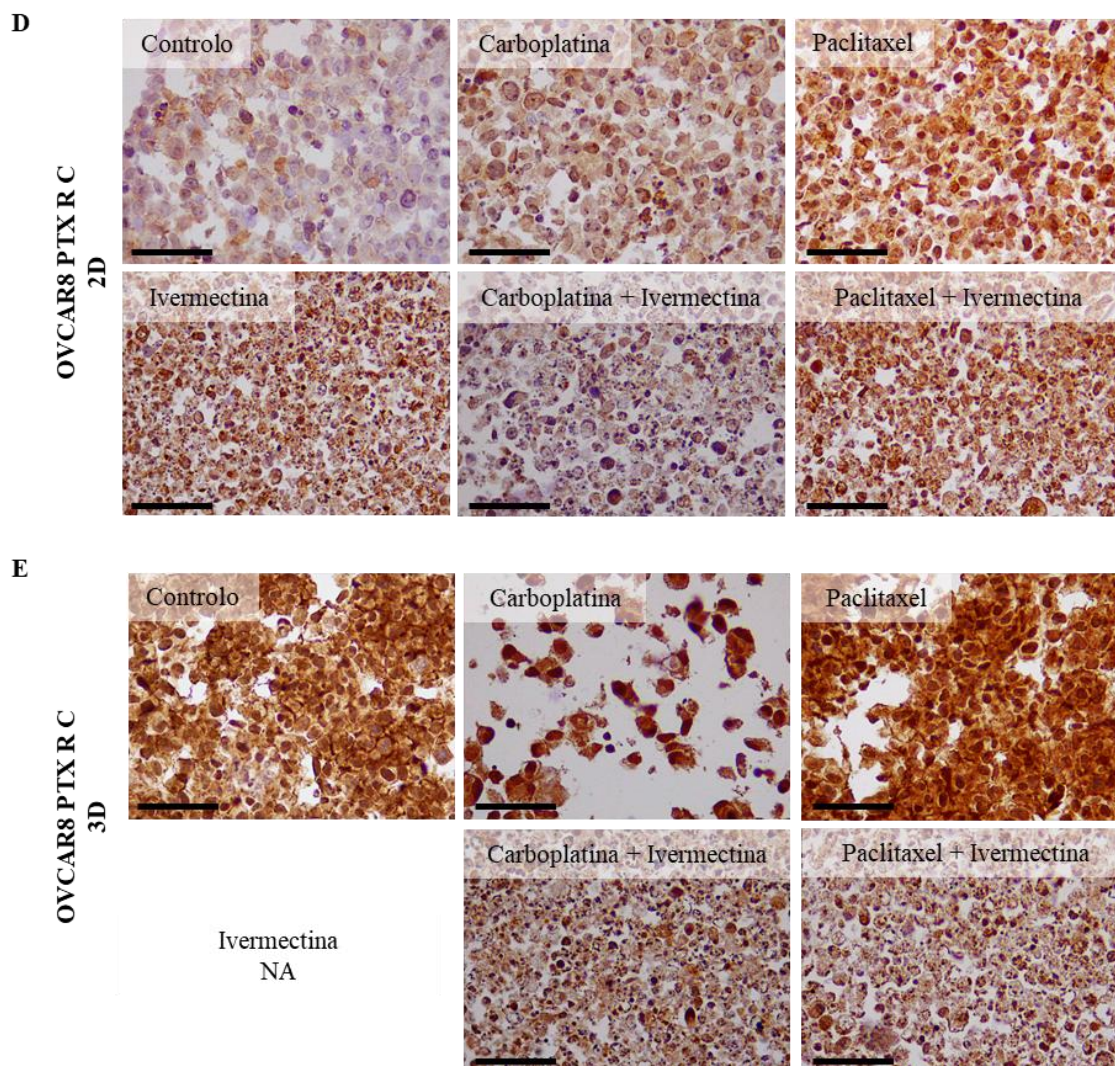 D
OVCAR8 PTX R C
2D
Controlo
Carboplatina
Paclitaxel
Ivermectina
Carboplatina + Ivermectina
Paclitaxel + Ivermectina
E
OVCAR8 PTX R C
3D
Controlo
Carboplatina
Paclitaxel
Ivermectina
NA
Carboplatina + Ivermectina
Paclitaxel + Ivermectina